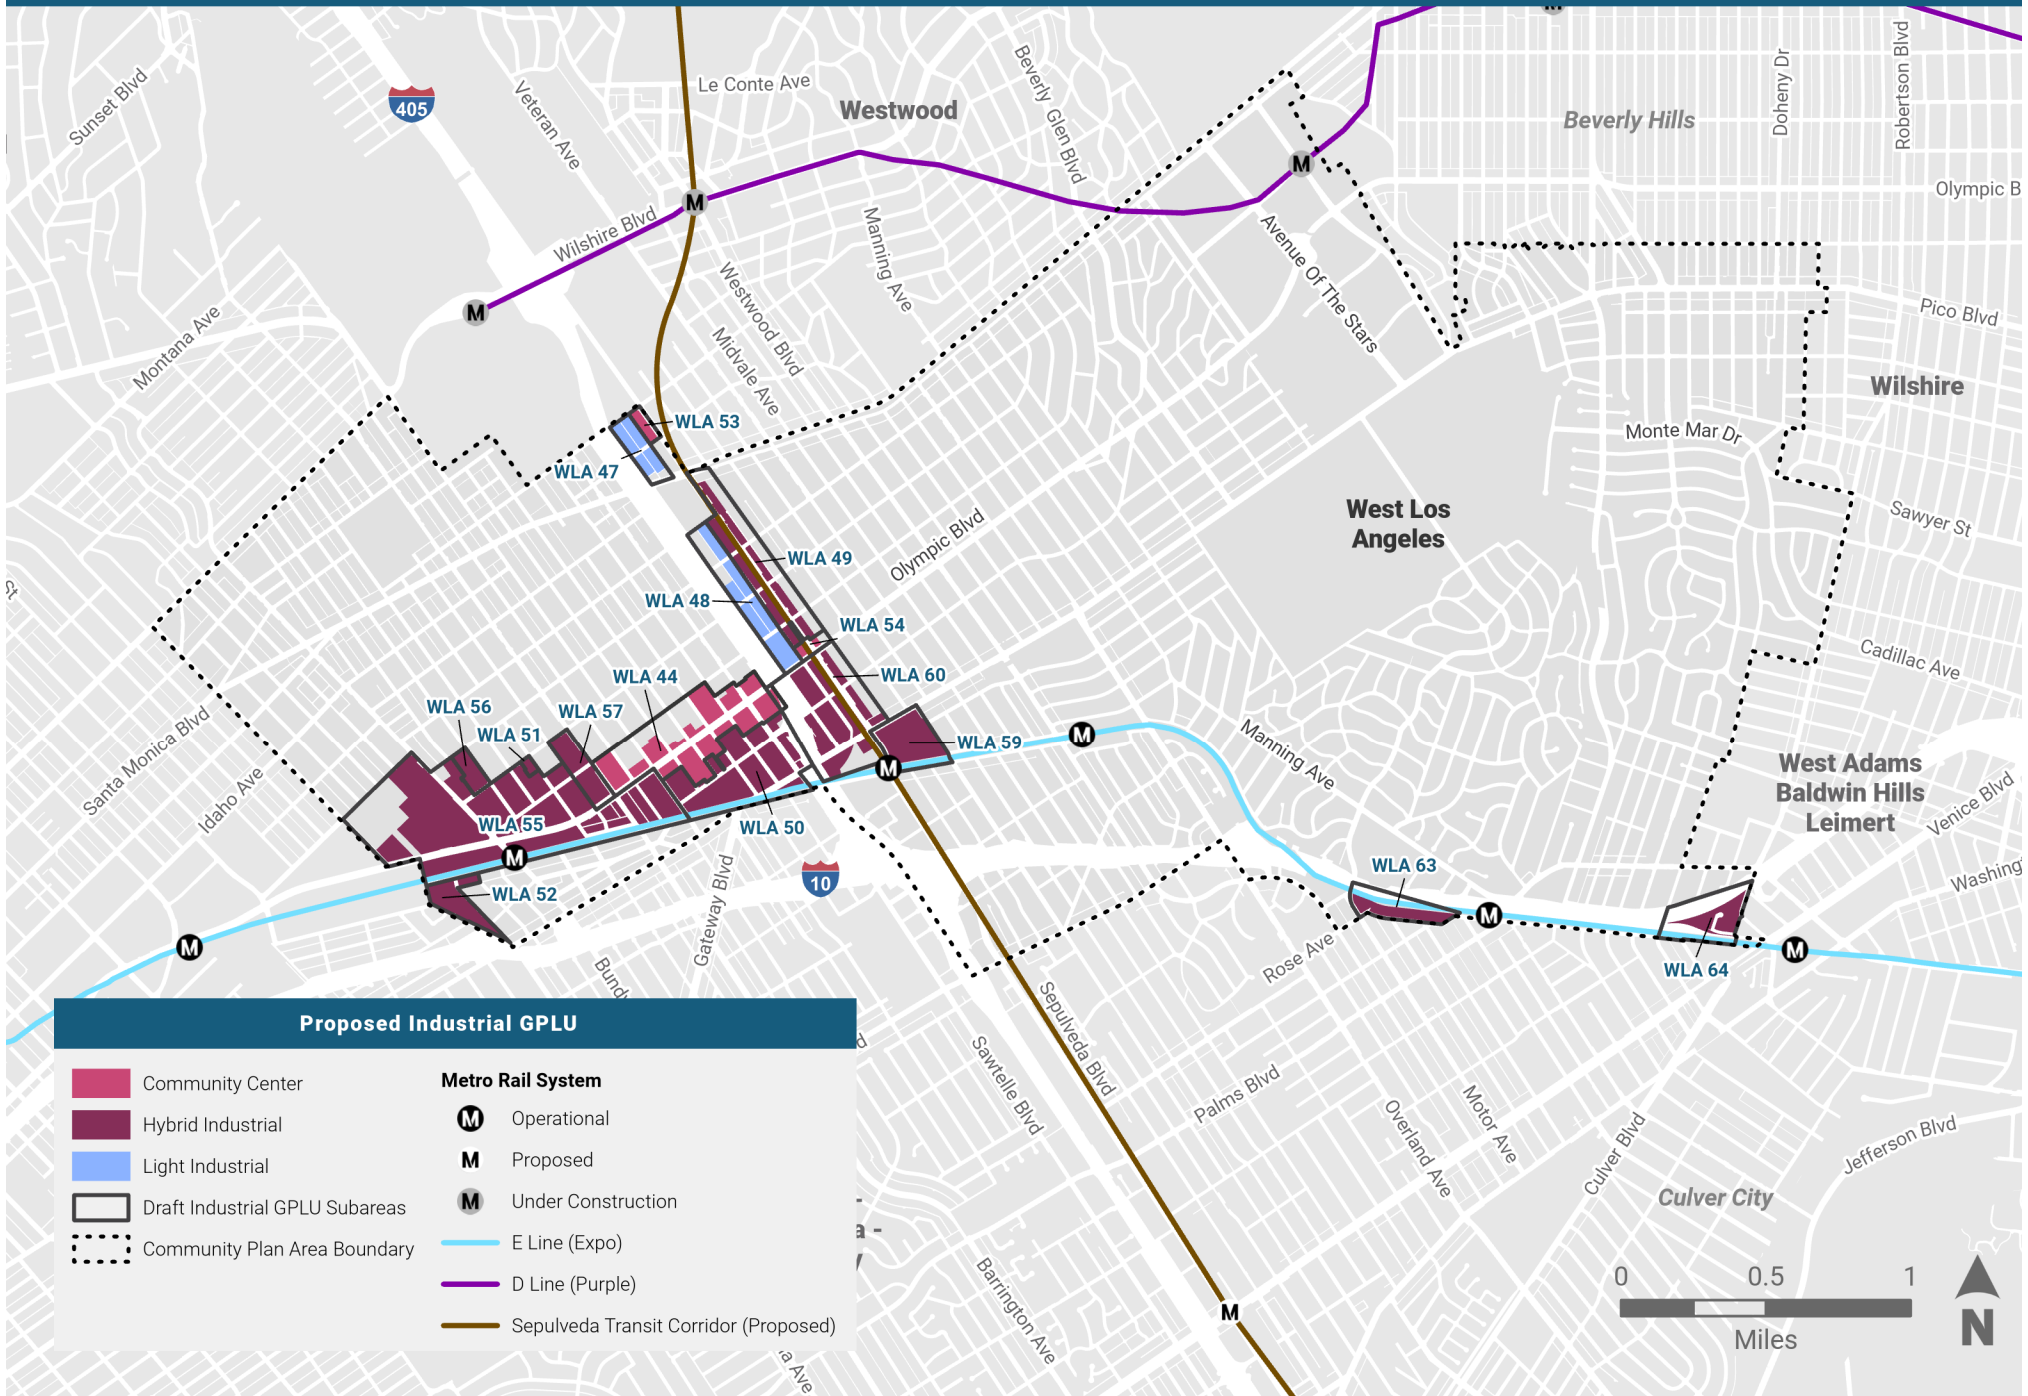 Sunset Blvd
405
Veteran Ave
Le Conte Ave
Westwood
Beverly Glen Blvd
Beverly Hills
Doheny Dr
Robertson Blvd
M
M
M
M
Olympic B
Wilshire Blvd
Manning Ave
Westwood Blvd
Midvale Ave
Avenue Of The Stars
Pico Blvd
Montana Ave
Wilshire
WLA 53
WLA 47
Monte Mar Dr
West Los
Angeles
Sawyer St
Olympic Blvd
WLA 49
St
WLA 48
WLA 54
Cadillac Ave
WLA 44
WLA 60
WLA 56
WLA 57
WLA 51
Santa Monica Blvd
M
WLA 59
Manning Ave
M
West Adams
Baldwin Hills
Leimert
Venice Blvd
Idaho Ave
WLA 55
WLA 50
M
10
WLA 63
Washing
WLA 52
Gateway Blvd
M
M
M
Rose Ave
WLA 64
Bundy
Sepulveda Blvd
Sawtelle Blvd
Palms Blvd
Overland Ave
Motor Ave
Culver Blvd
Jefferson Blvd
Culver City
Barrington Ave
M
d
-
a -
y
a Ave
Proposed Industrial GPLU
Community Center
Hybrid Industrial
Light Industrial
Draft Industrial GPLU Subareas
Community Plan Area Boundary
Metro Rail System
M Operational
M Proposed
M Under Construction
E Line (Expo)
D Line (Purple)
Sepulveda Transit Corridor (Proposed)
0 0.5 1
Miles
N